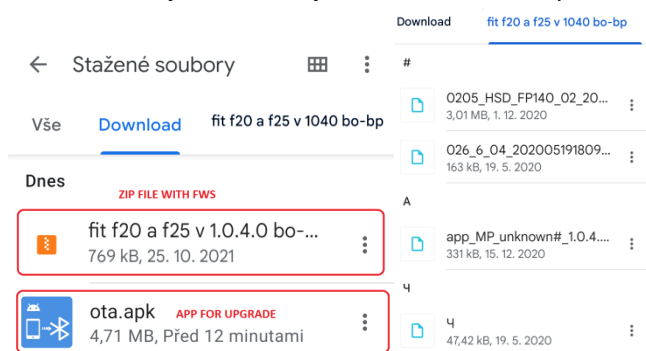 Stažené soubory
Vše
Download
fit f20 a f25 v 1040 bo-bp
Dnes
ZIP FILE WITH FWS
fit f20 a f25 v 1.0.4.0 bo-...
769 kB, 25. 10. 2021
ota.apk
APP FOR UPGRADE
4,71 MB, Před 12 minutami
Download
fit f20 a f25 v 1040 bo-bp
#
0205_HSD_FP140_02_20...
3,01 MB, 1. 12. 2020
026_6_04_202005191809...
163 kB, 19. 5. 2020
A
app_MP_unknown#_1.0.4....
331 kB, 15. 12. 2020
Ч
Ч
47,42 kB, 19. 5. 2020